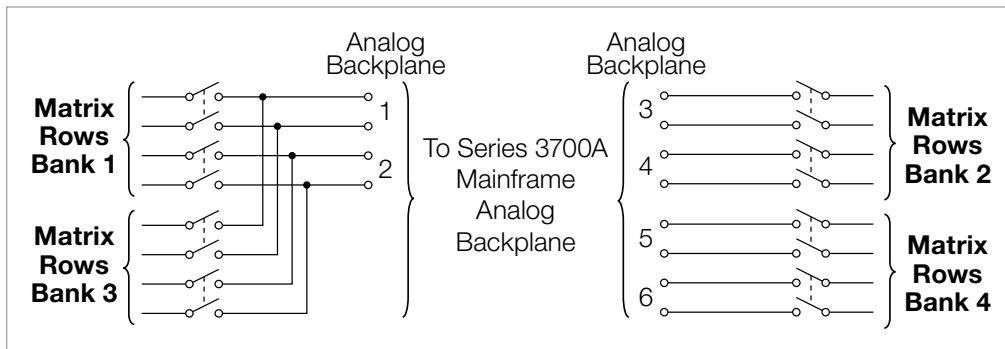 Analog
Backplane
Matrix
Rows
Bank 1
1
2
Matrix
Rows
Bank 3
To Series 3700A
Mainframe
Analog
Backplane
Analog
Backplane
3
4
5
6
Matrix
Rows
Bank 2
Matrix
Rows
Bank 4